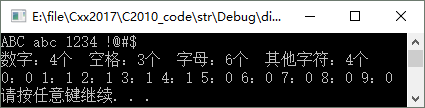 E:\file\Cxx2017\C2010_code\str\Debug\di...
ABC abc 1234 !@#$
数字：4个 空格：3个 字母：6个 其他字符：4个
0：0 1：1 2：1 3：1 4：1 5：0 6：0 7：0 8：0 9：0
请按任意键继续. . .